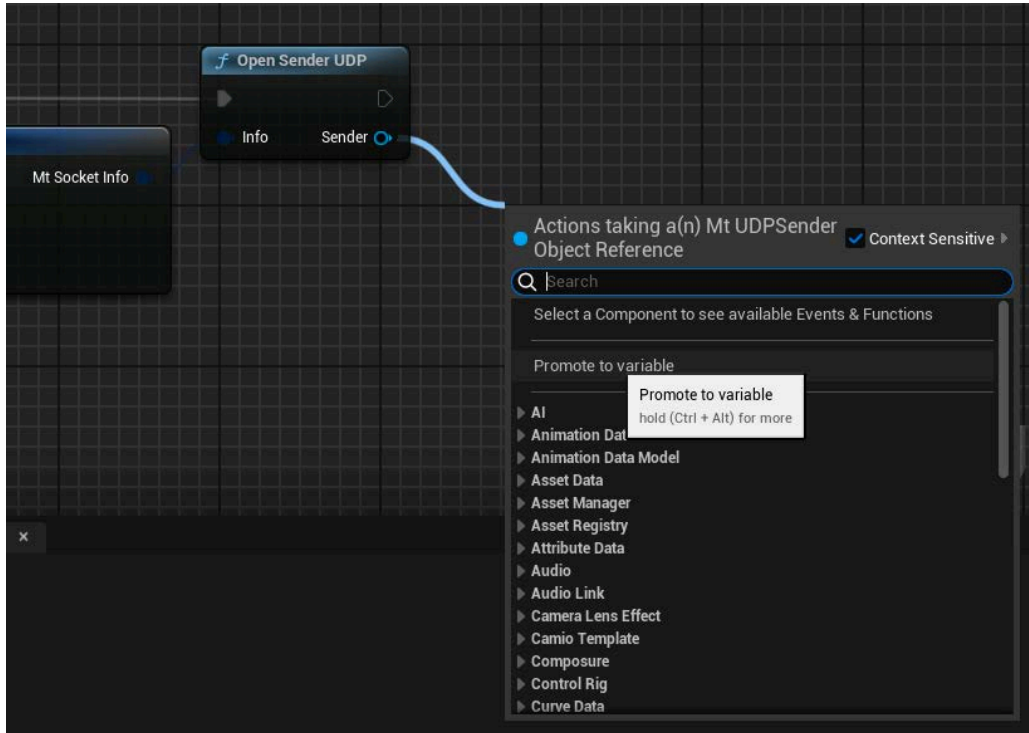 Open Sender UDP
Info
Sender
Mt Socket Info
Actions taking a(n) Mt UDPSender
Object Reference
Context Sensitive
Search
Select a Component to see available Events & Functions
Promote to variable
Promote to variable
hold (Ctrl + Alt) for more
AI
Animation Dat
Animation Data Model
Asset Data
Asset Manager
Asset Registry
Attribute Data
Audio
Audio Link
Camera Lens Effect
Camio Template
Composure
Control Rig
Curve Data